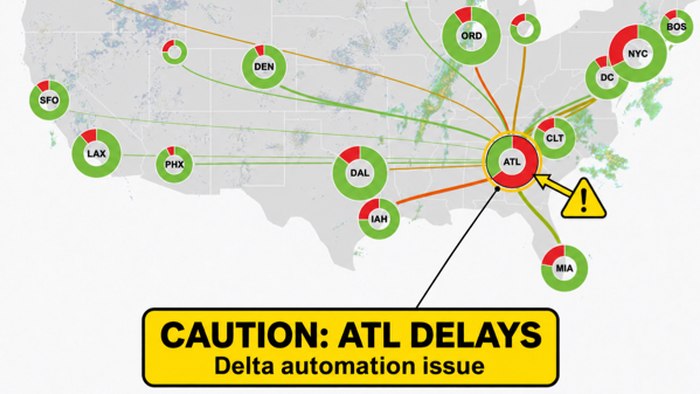 BOS
ORD
NYC
DEN
DC
SFO
CLT
LAX
PHX
DAL
ATL
!
IAH
MIA
CAUTION: ATL DELAYS
Delta automation issue